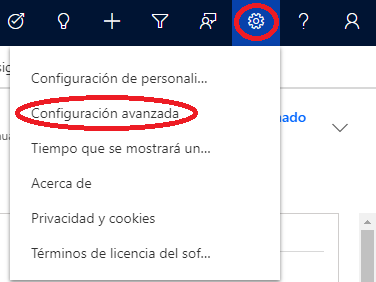 Configuración de personali...
Configuración avanzada
Tiempo que se mostrará un...
Acerca de
Privacidad y cookies
Términos de licencia del sof...